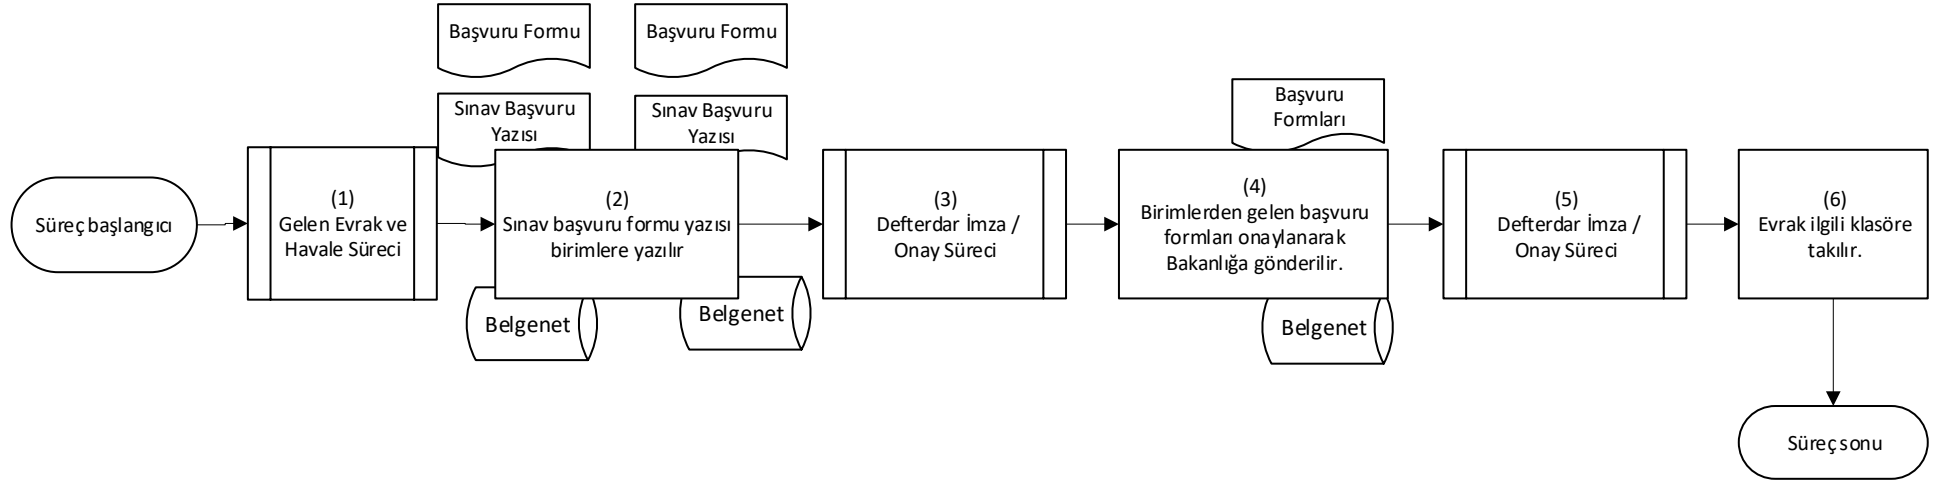 Başvuru Formu
Başvuru Formu
Sınav Başvuru
Yazısı
Sınav Başvuru
Yazısı
Başvuru
Formları
Süreç başlangıcı
(1)
Gelen Evrak ve
Havale Süreci
(2)
Sınav başvuru formu yazısı
birimlere yazılır
(3)
Defterdar İmza /
Onay Süreci
(4)
Birimlerden gelen başvuru
formları onaylanarak
Bakanlığa gönderilir.
(5)
Defterdar İmza /
Onay Süreci
(6)
Evrak ilgili klasöre
takılır.
Belgenet
Belgenet
Belgenet
Süreç sonu